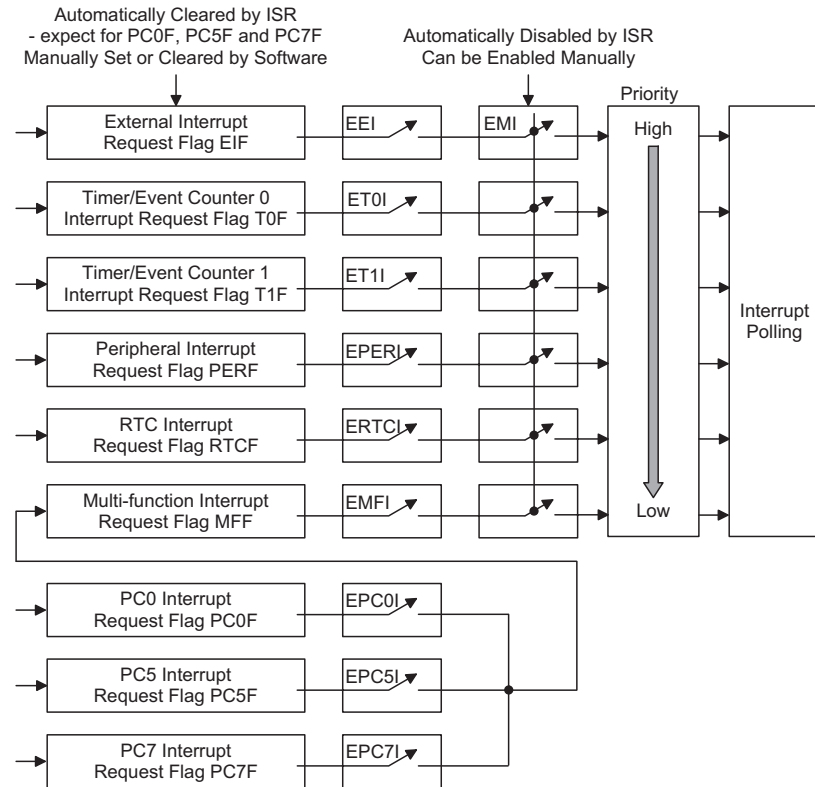 Automatically Cleared by ISR
- expect for PC0F, PC5F and PC7F
Manually Set or Cleared by Software
Automatically Disabled by ISR
Can be Enabled Manually
Priority
External Interrupt
Request Flag EIF
EEI
EMI
High
Timer/Event Counter 0
Interrupt Request Flag T0F
ET0I
Timer/Event Counter 1
Interrupt Request Flag T1F
ET1I
Interrupt
Polling
Peripheral Interrupt
Request Flag PERF
EPERI
RTC Interrupt
Request Flag RTCF
ERTCI
Multi-function Interrupt
Request Flag MFF
EMFI
Low
PC0 Interrupt
Request Flag PC0F
EPC0I
PC5 Interrupt
Request Flag PC5F
EPC5I
PC7 Interrupt
Request Flag PC7F
EPC7I